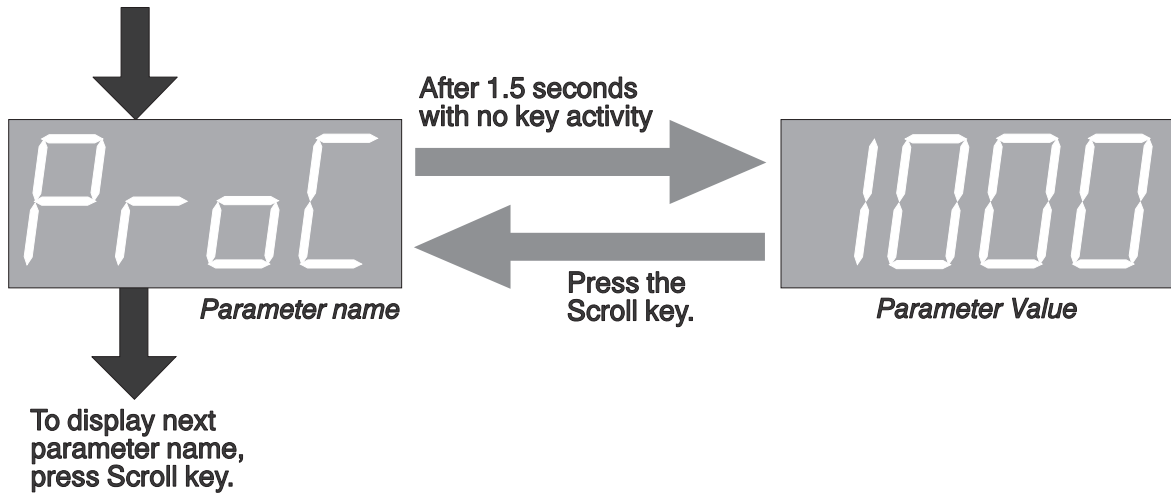 After 1.5 seconds
with no key activity
ProC
1000
Press the
Scroll key.
Parameter name
Parameter Value
To display next
parameter name,
press Scroll key.